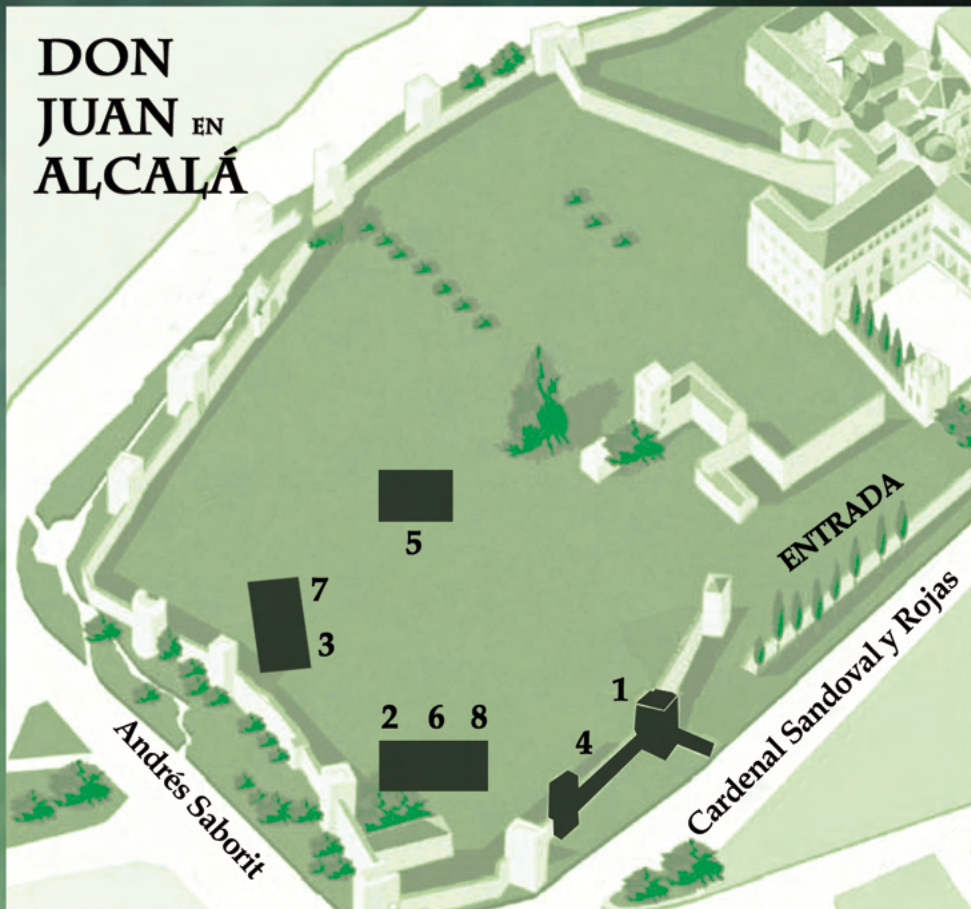 DON
JUAN EN
ALCALÁ
ENTRADA
5
7
3
1
2 6 8
4
Andrés Saborit
Cardenal Sandoval y Rojas